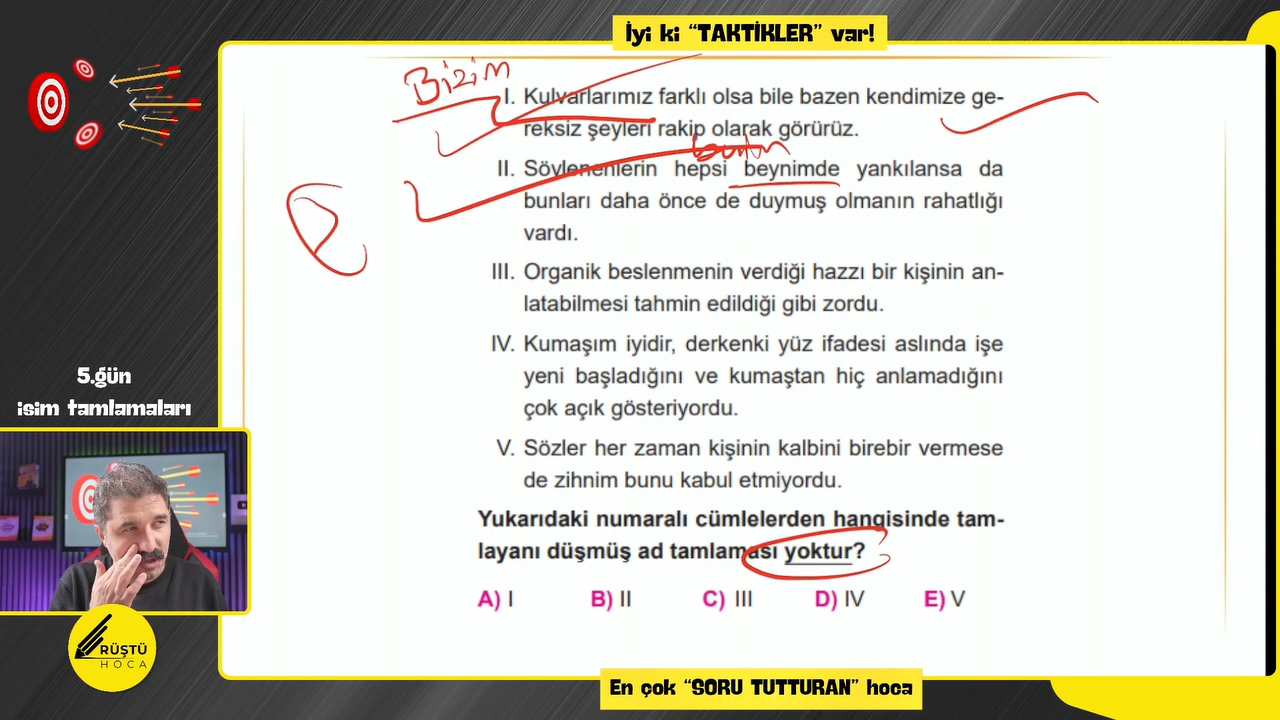 İyi ki “TAKTİKLER” var!
Bizim
I. Kulvarlarımız farklı olsa bile bazen kendimize ge-
reksiz şeyleri rakip olarak görürüz.
II. Söylenenlerin hepsi beynimde yankılansa da
bunları daha önce de duymuş olmanın rahatlığı
vardı.
III. Organik beslenmenin verdiği hazzı bir kişinin an-
latabilmesi tahmin edildiği gibi zordu.
IV. Kumaşım iyidir, derkenki yüz ifadesi aslında işe
yeni başladığını ve kumaştan hiç anlamadığını
çok açık gösteriyordu.
V. Sözler her zaman kişinin kalbini birebir vermese
de zihnim bunu kabul etmiyordu.
Yukarıdaki numaralı cümlelerden hangisinde tam-
layanı düşmüş ad tamlaması yoktur?
A) I B) II C) III D) IV E) V
5.gün
isim tamlamaları
RÜŞTÜ
HOCA
En çok “SORU TUTTURAN” hoca